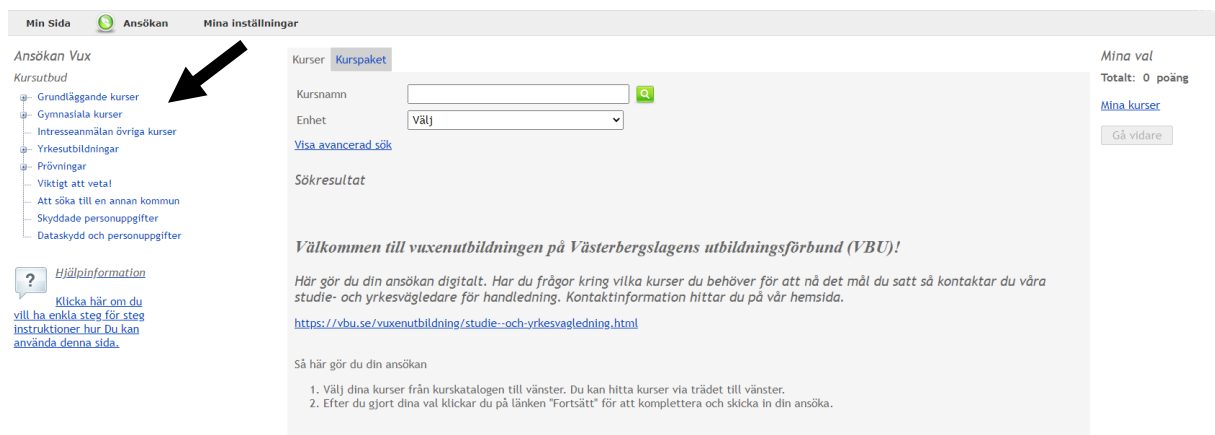 Min Sida Ansökan Mina inställningar
Ansökan Vux
Kursutbud
Grundläggande kurser
Gymnasiala kurser
Intresseanmälan övriga kurser
Yrkesutbildningar
Prövningar
Viktigt att veta!
Att söka till en annan kommun
Skyddade personuppgifter
Dataskydd och personuppgifter
?
Hjälpinformation
Klicka här om du
vill ha enkla steg för steg
instruktioner hur Du kan
använda denna sida.
Kurser Kurspaket
Kursnamn
Enhet Välj
Visa avancerad sök
Sökresultat
Välkommen till vuxenutbildningen på Västerbergslagens utbildningsförbund (VBU)!
Här gör du din ansökan digitalt. Har du frågor kring vilka kurser du behöver för att nå det mål du satt så kontaktar du våra
studie- och yrkesvägledare för handledning. Kontaktinformation hittar du på vår hemsida.
https://vbu.se/vuxenutbildning/studie--och-yrkesvagledning.html
Så här gör du din ansökan
1. Välj dina kurser från kurskatalogen till vänster. Du kan hitta kurser via trädet till vänster.
2. Efter du gjort dina val klickar du på länken "Fortsätt" för att komplettera och skicka in din ansöka.
Mina val
Totalt: 0 poäng
Mina kurser
Gå vidare